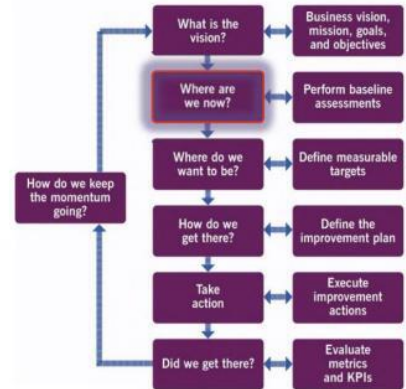 What is the
vision?
Business vision,
mission, goals,
and objectives
Where are
we now?
Perform baseline
assessments
Where do we
want to be?
Define measurable
targets
How do we keep
the momentum
going?
How do we
get there?
Define the
improvement plan
Take
action
Execute
improvement
actions
Did we get there?
Evaluate
metrics
and KPIs